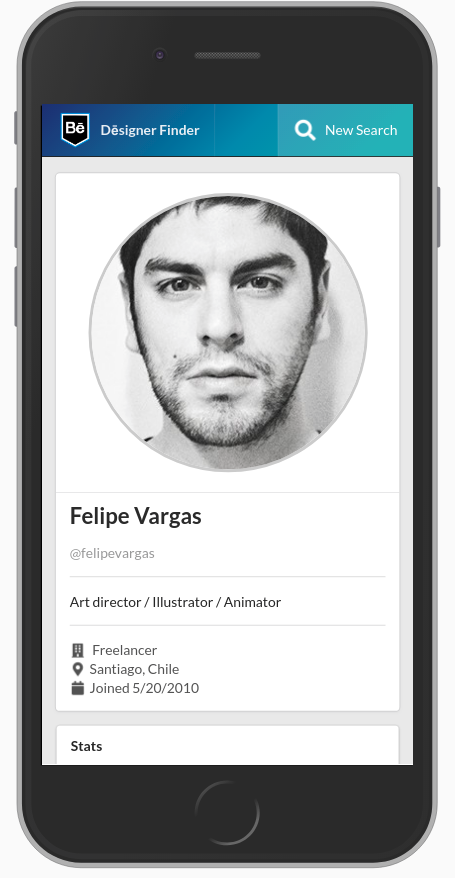 Bē Dēsigner Finder New Search
Felipe Vargas
@felipevargas
Art director / Illustrator / Animator
Freelancer
Santiago, Chile
Joined 5/20/2010
Stats